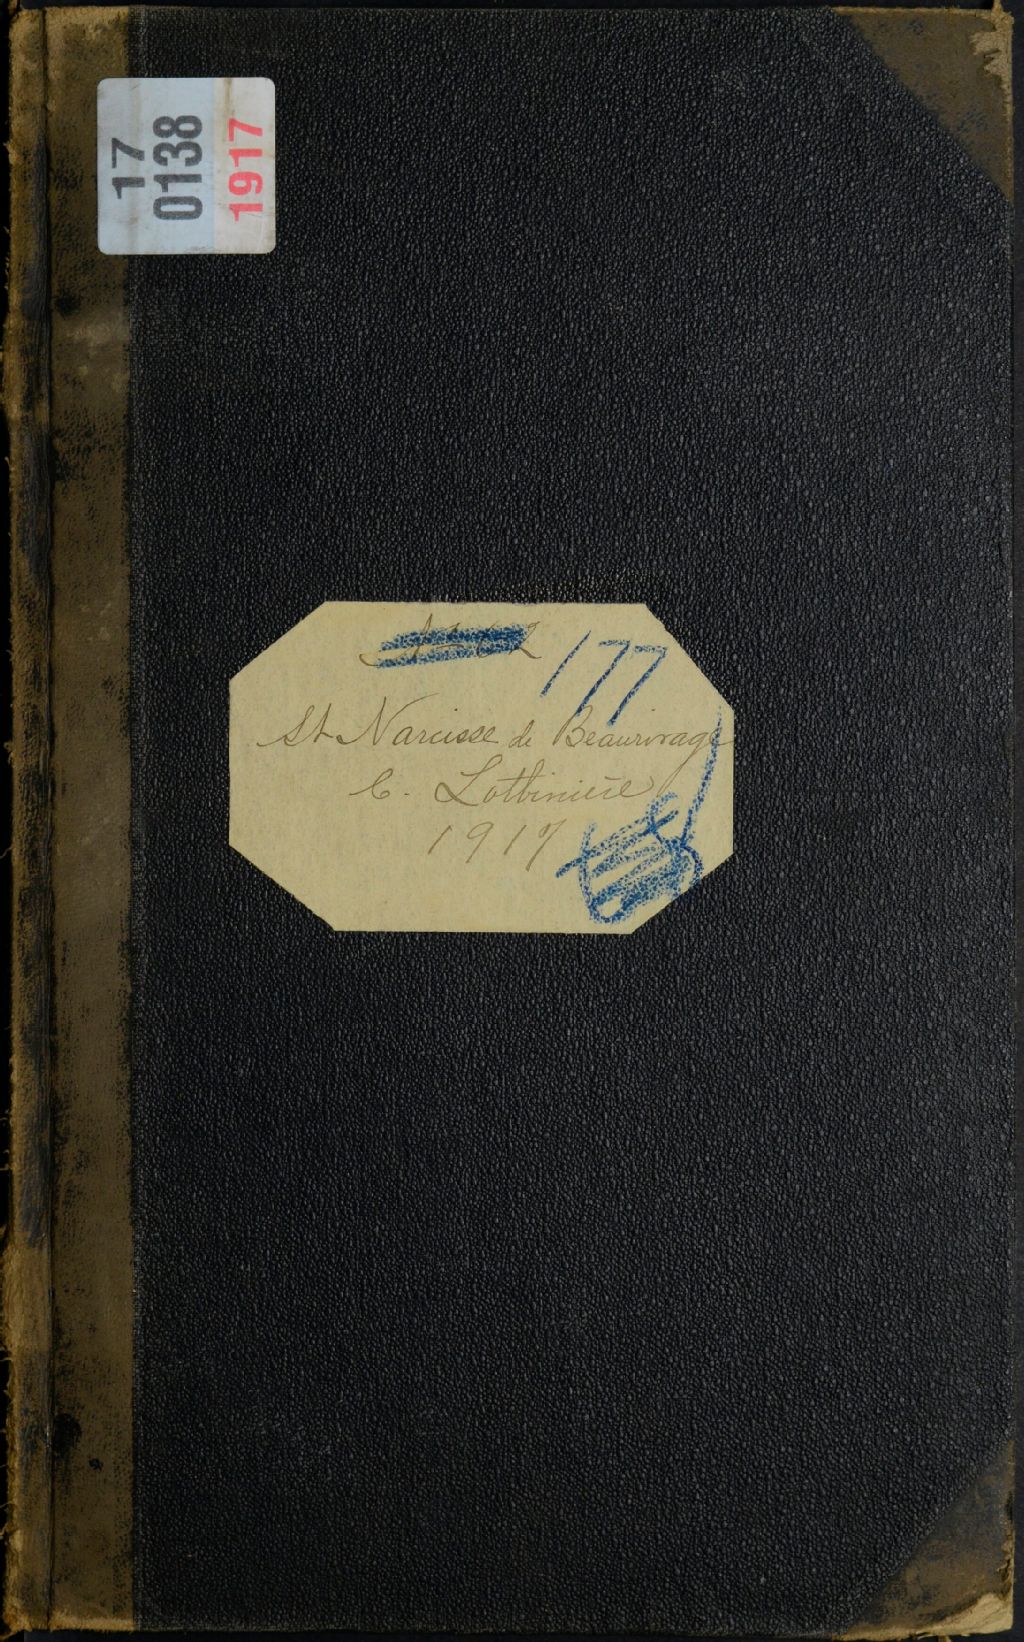 17
0138
1917
177
St Narcisse de Beaurivage
C. Lotbinière
1917